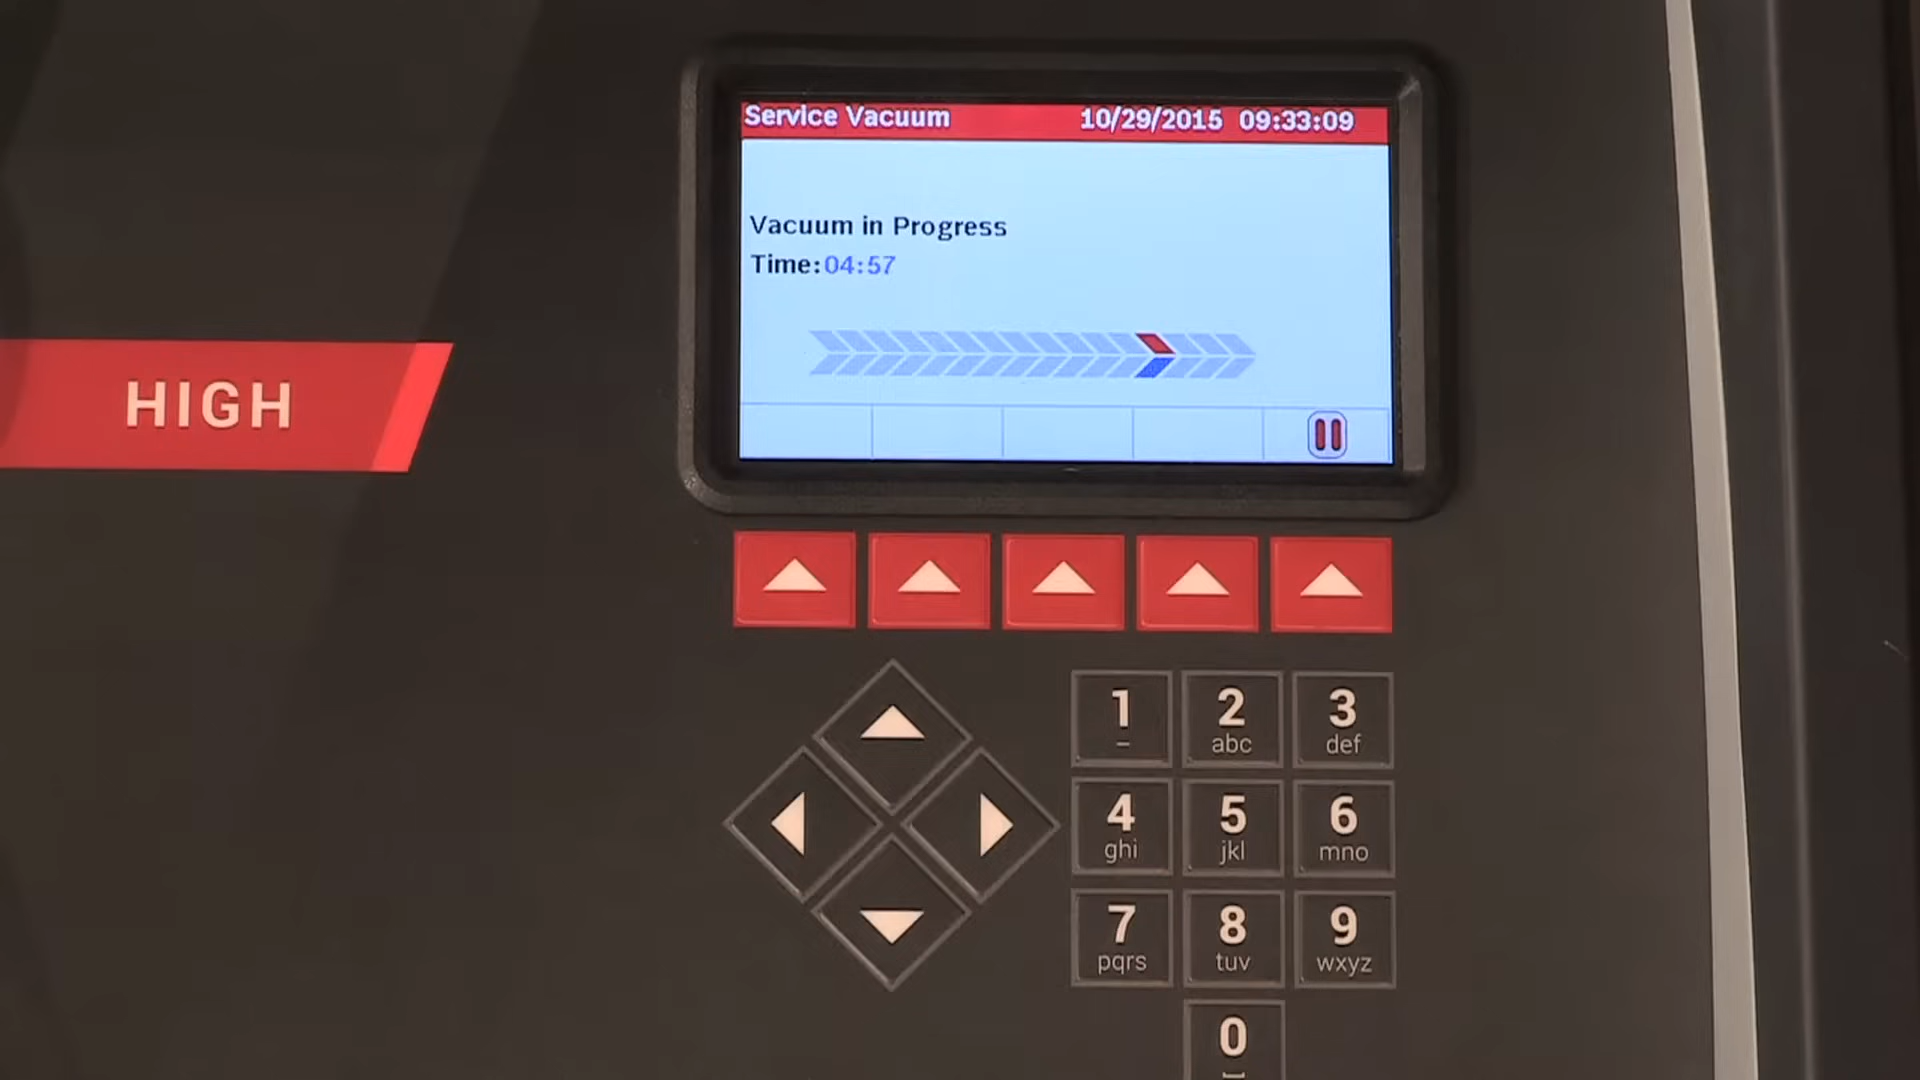 Service Vacuum 10/29/2015 09:33:09
Vacuum in Progress
Time:04:57
HIGH
1 2 3
– abc def
4 5 6
ghi jkl mno
7 8 9
pqrs tuv wxyz
0